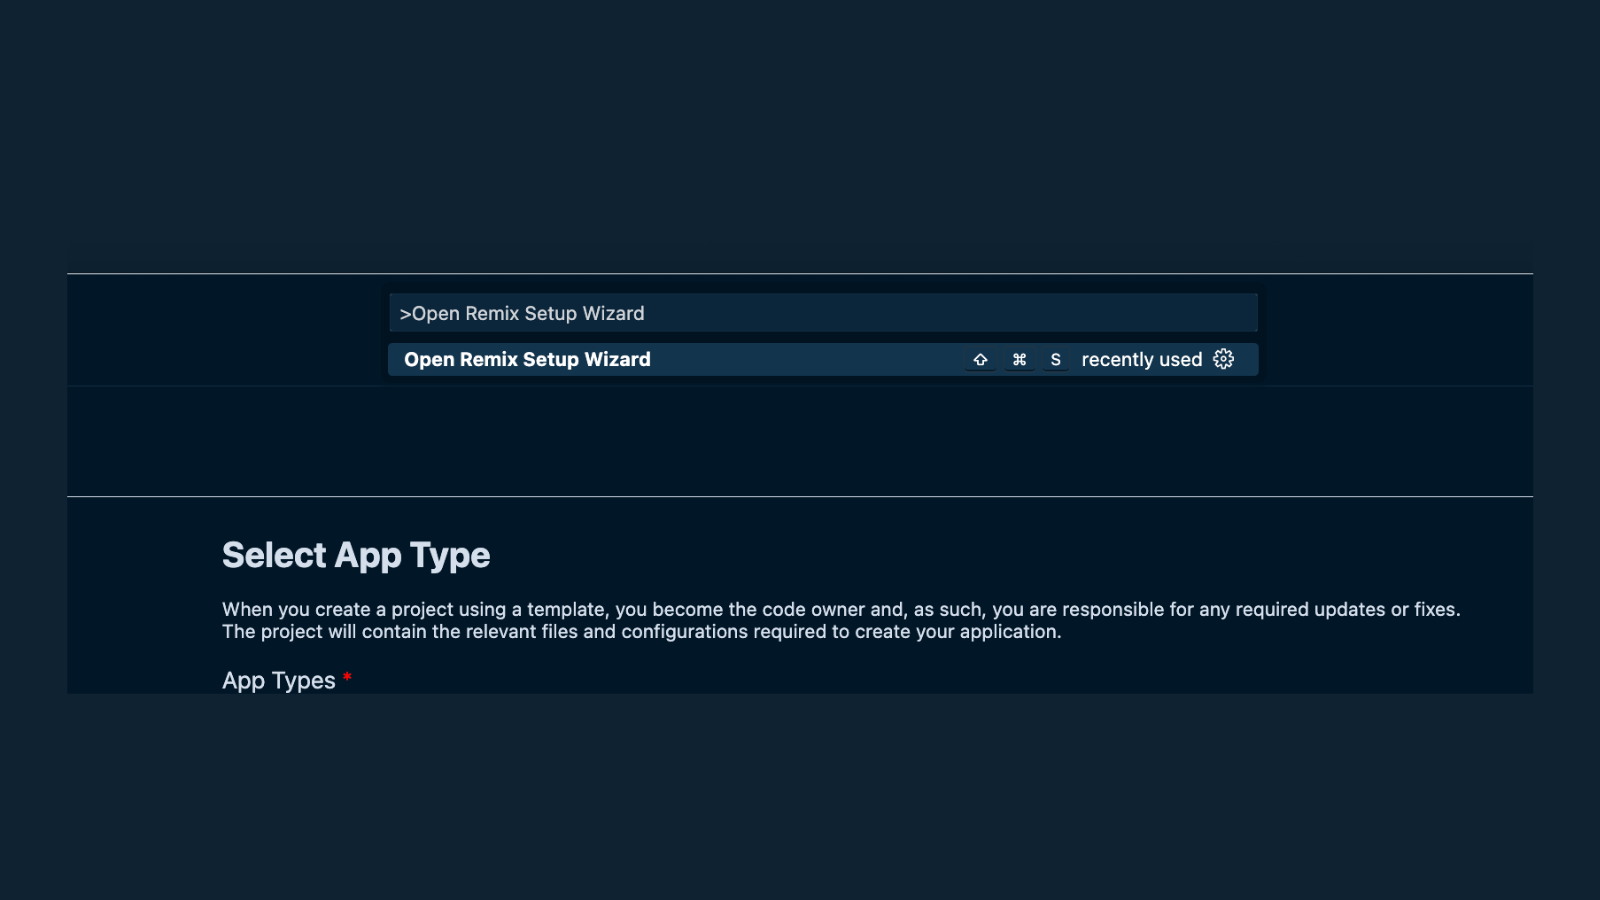 >Open Remix Setup Wizard
Open Remix Setup Wizard ⇧ ⌘ S recently used
Select App Type
When you create a project using a template, you become the code owner and, as such, you are responsible for any required updates or fixes.
The project will contain the relevant files and configurations required to create your application.
App Types *